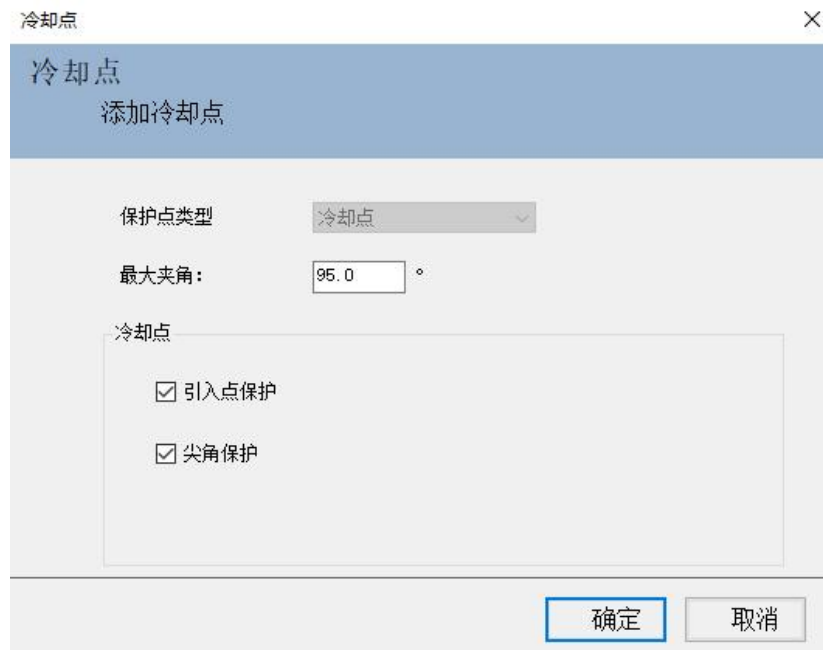 冷却点
冷却点
添加冷却点
保护点类型 冷却点
最大夹角: 95.0 °
冷却点
引入点保护
尖角保护
确定 取消